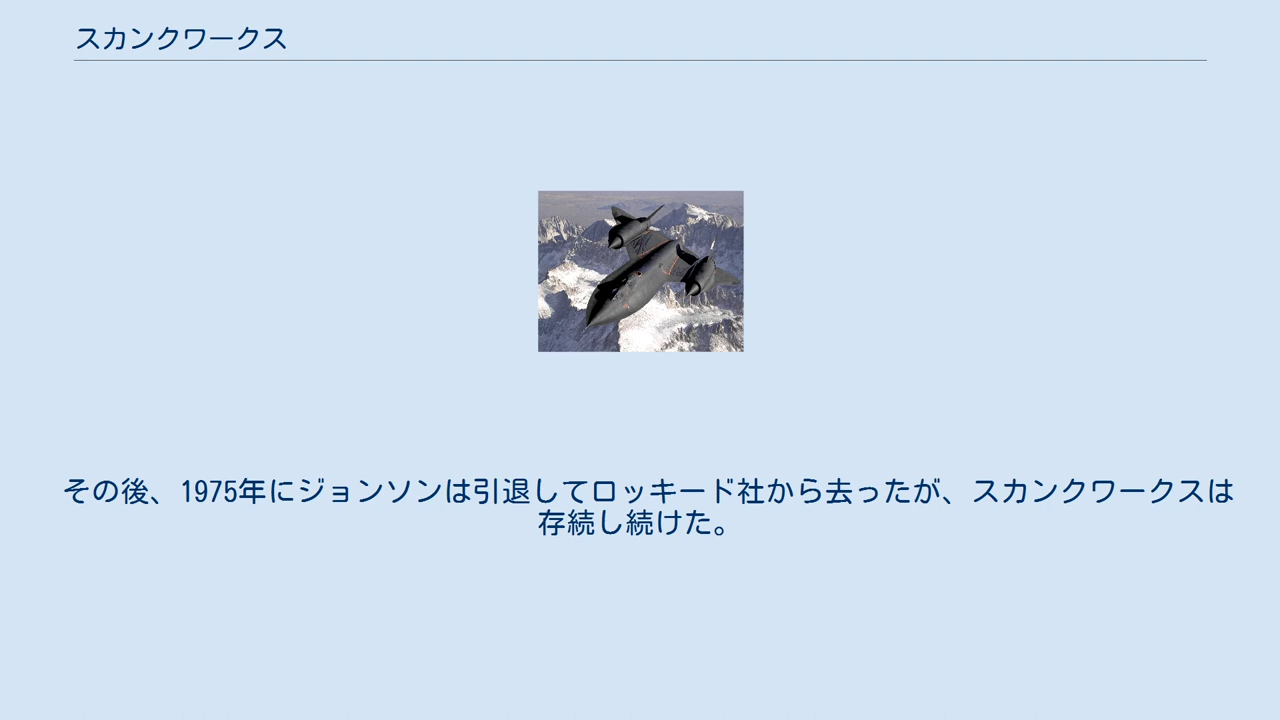 スカンクワークス
その後、1975年にジョンソンは引退してロッキード社から去ったが、スカンクワークスは
存続し続けた。